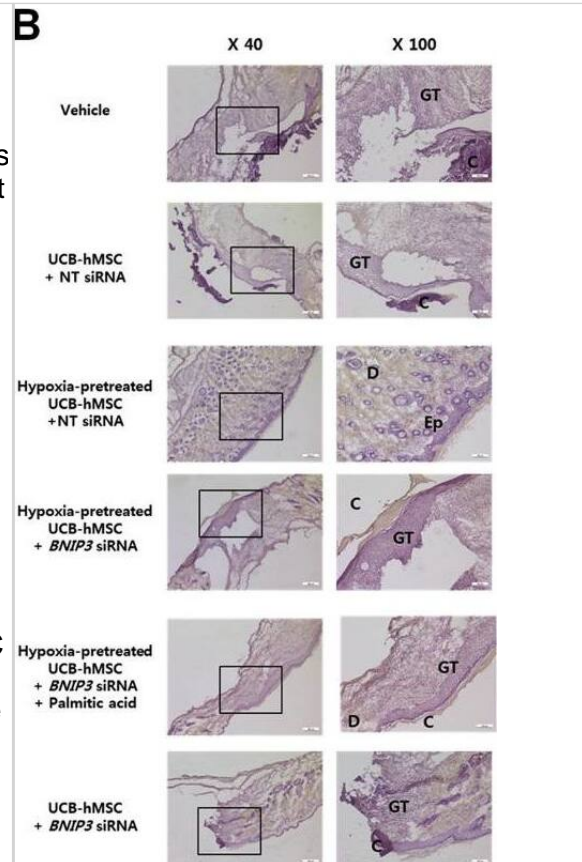 B
X 40
X 100
Vehicle
GT
C
s
t
UCB-hMSC
+ NT siRNA
GT
C
Hypoxia-pretreated
UCB-hMSC
+NT siRNA
D
Ep
Hypoxia-pretreated
UCB-hMSC
+ BNIP3 siRNA
C
GT
Hypoxia-pretreated
UCB-hMSC
+ BNIP3 siRNA
+ Palmitic acid
GT
D
C
UCB-hMSC
+ BNIP3 siRNA
GT
C